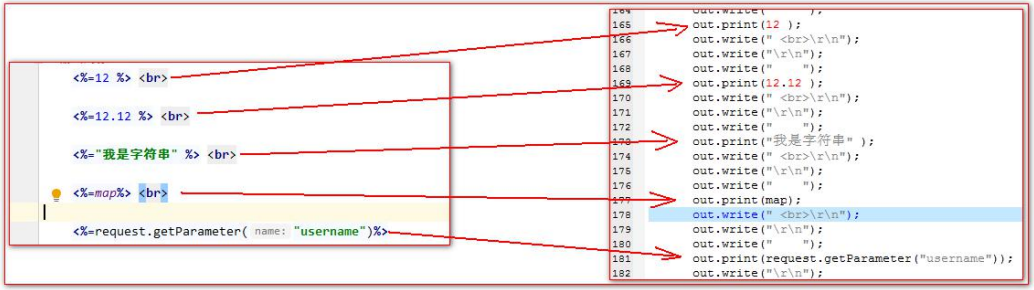 <%=12 %> <br>
<%=12.12 %> <br>
<%="我是字符串" %> <br>
<%=map%> <br>
<%=request.getParameter( name: "username")%>
164 out.write(" ");
165 out.print(12 );
166 out.write(" <br>\r\n");
167 out.write("\r\n");
168 out.write("    ");
169 out.print(12.12 );
170 out.write(" <br>\r\n");
171 out.write("\r\n");
172 out.write("    ");
173 out.print("我是字符串" );
174 out.write(" <br>\r\n");
175 out.write("\r\n");
176 out.write("    ");
177 out.print(map);
178 out.write(" <br>\r\n");
179 out.write("\r\n");
180 out.write("    ");
181 out.print(request.getParameter("username"));
182 out.write("\r\n");